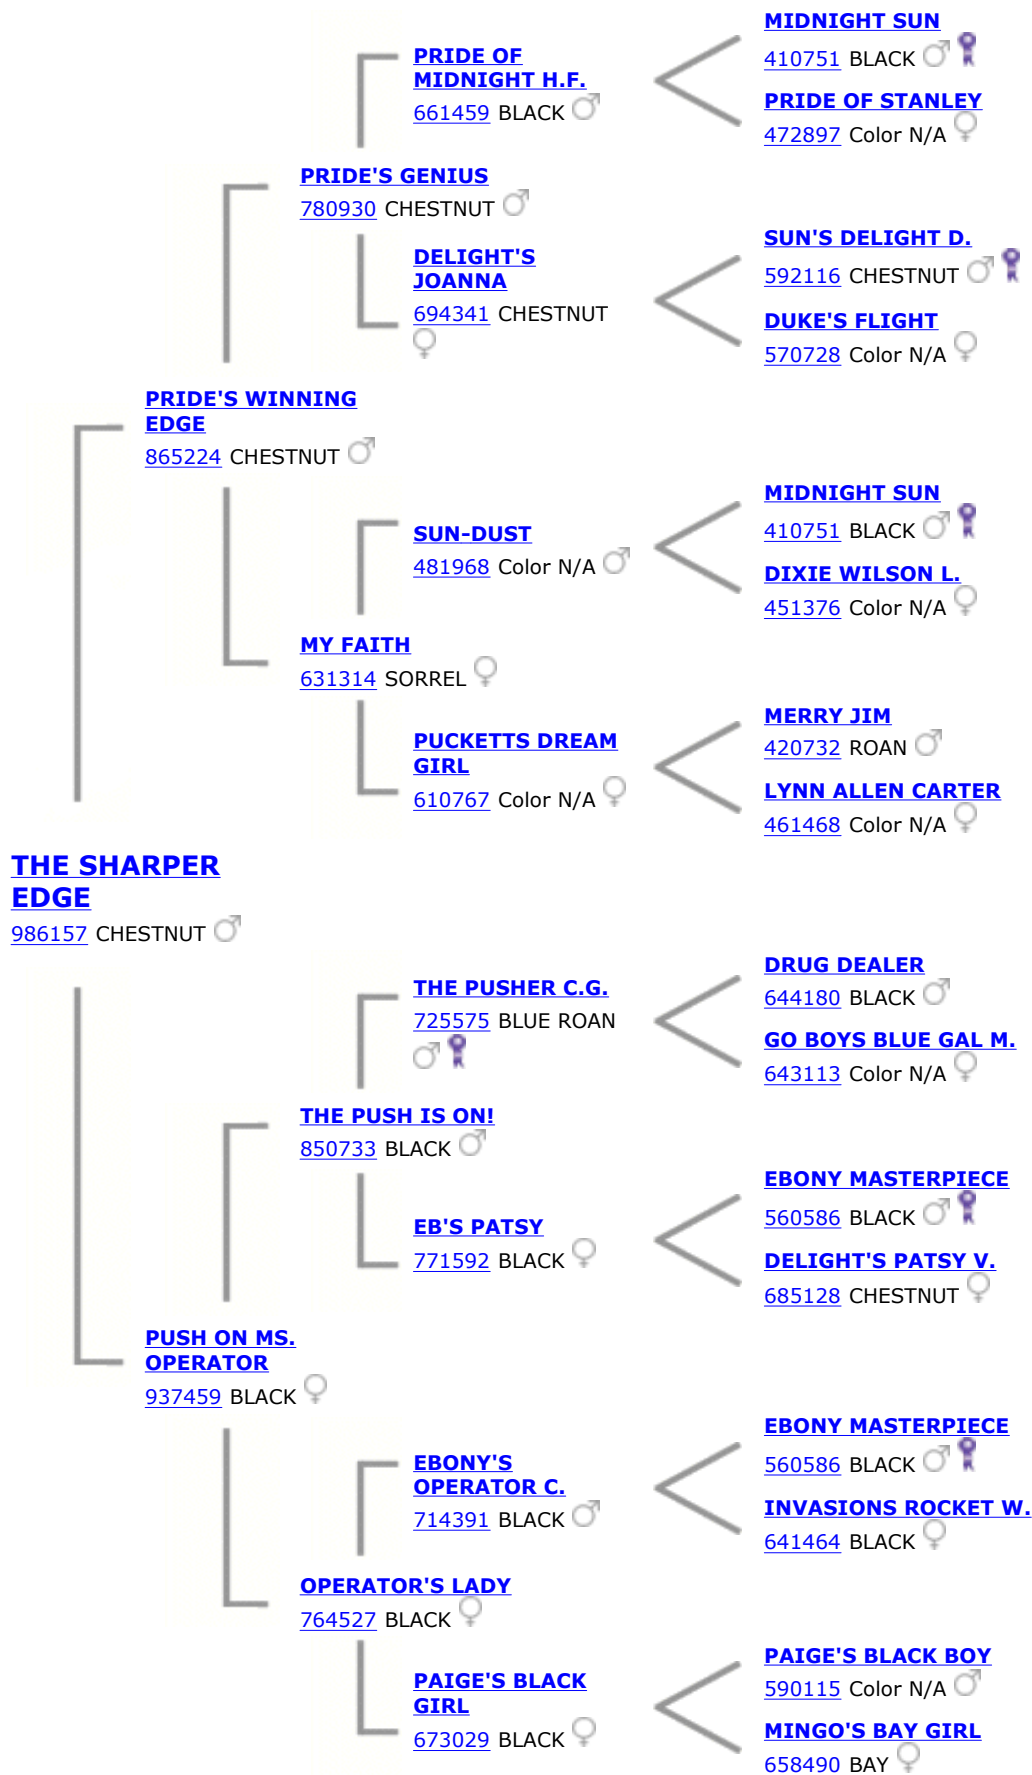 MIDNIGHT SUN
410751 BLACK
PRIDE OF
MIDNIGHT H.F.
661459 BLACK
PRIDE OF STANLEY
472897 Color N/A
PRIDE'S GENIUS
780930 CHESTNUT
SUN'S DELIGHT D.
592116 CHESTNUT
DELIGHT'S
JOANNA
694341 CHESTNUT
DUKE'S FLIGHT
570728 Color N/A
PRIDE'S WINNING
EDGE
865224 CHESTNUT
MIDNIGHT SUN
410751 BLACK
SUN-DUST
481968 Color N/A
DIXIE WILSON L.
451376 Color N/A
MY FAITH
631314 SORREL
MERRY JIM
420732 ROAN
PUCKETTS DREAM
GIRL
610767 Color N/A
LYNN ALLEN CARTER
461468 Color N/A
THE SHARPER
EDGE
986157 CHESTNUT
DRUG DEALER
644180 BLACK
THE PUSHER C.G.
725575 BLUE ROAN
GO BOYS BLUE GAL M.
643113 Color N/A
THE PUSH IS ON!
850733 BLACK
EBONY MASTERPIECE
560586 BLACK
EB'S PATSY
771592 BLACK
DELIGHT'S PATSY V.
685128 CHESTNUT
PUSH ON MS.
OPERATOR
937459 BLACK
EBONY MASTERPIECE
560586 BLACK
EBONY'S
OPERATOR C.
714391 BLACK
INVASIONS ROCKET W.
641464 BLACK
OPERATOR'S LADY
764527 BLACK
PAIGE'S BLACK BOY
590115 Color N/A
PAIGE'S BLACK
GIRL
673029 BLACK
MINGO'S BAY GIRL
658490 BAY